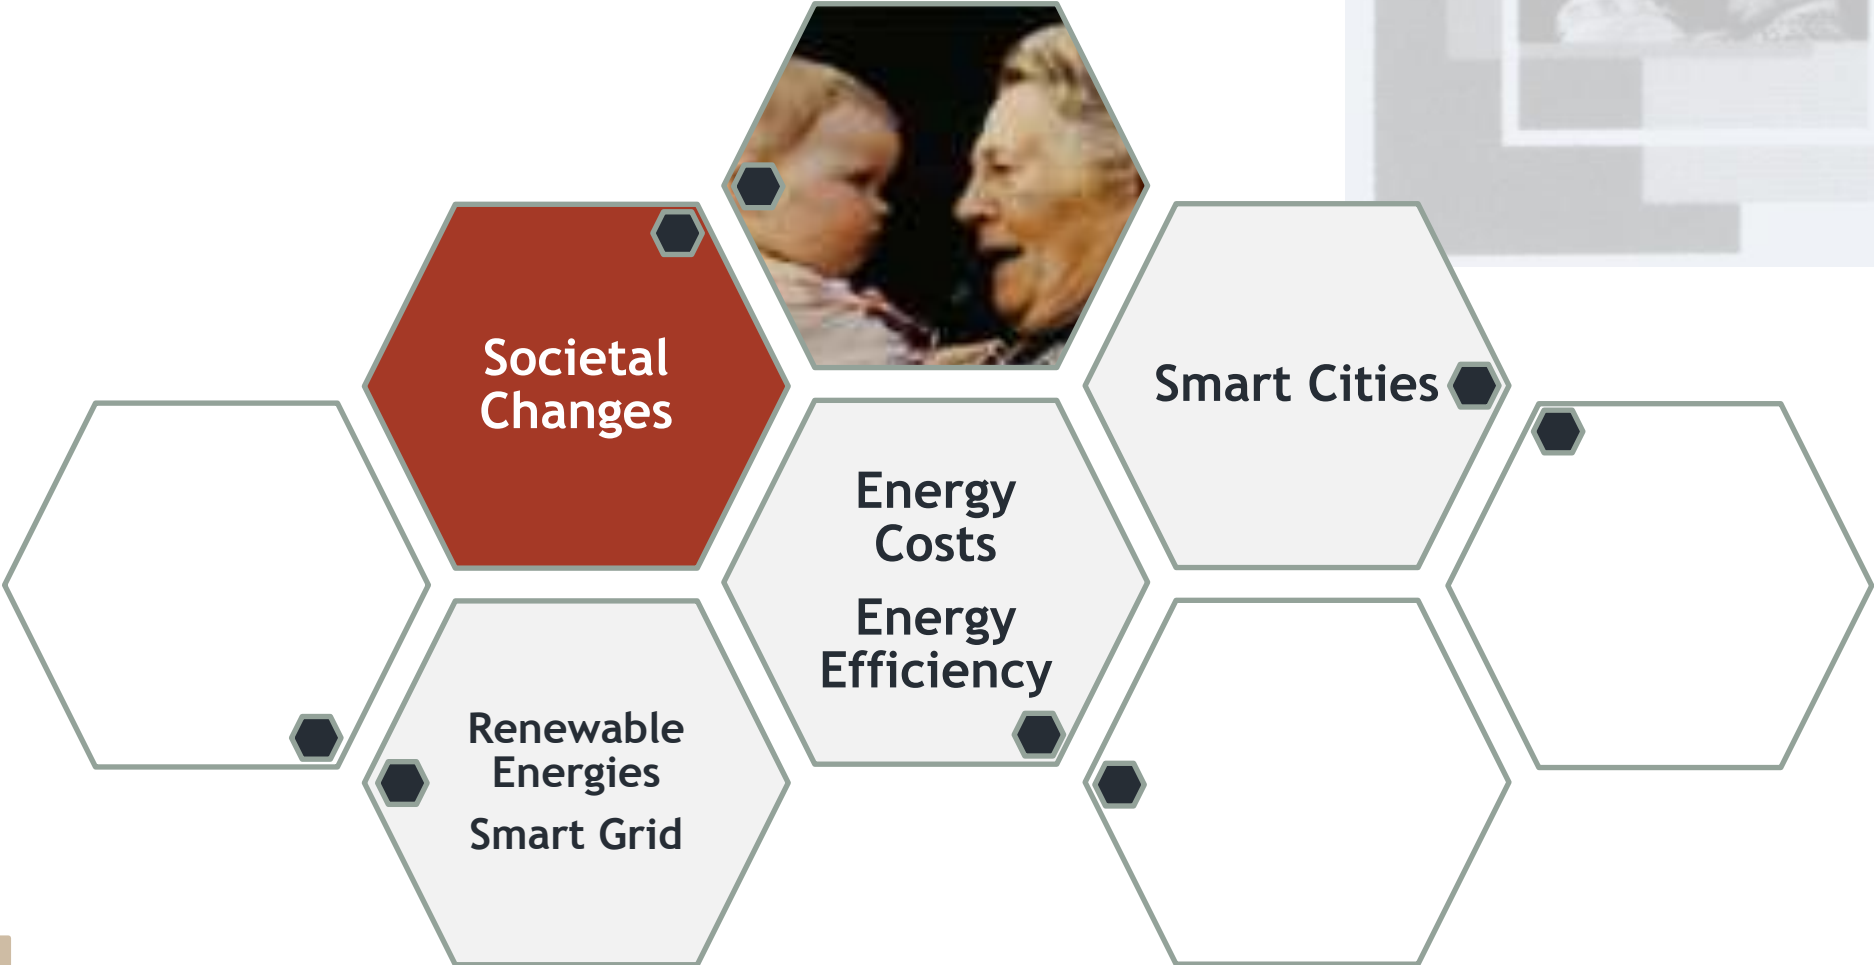 Societal
Changes
Smart Cities
Energy
Costs
Energy
Efficiency
Renewable
Energies
Smart Grid